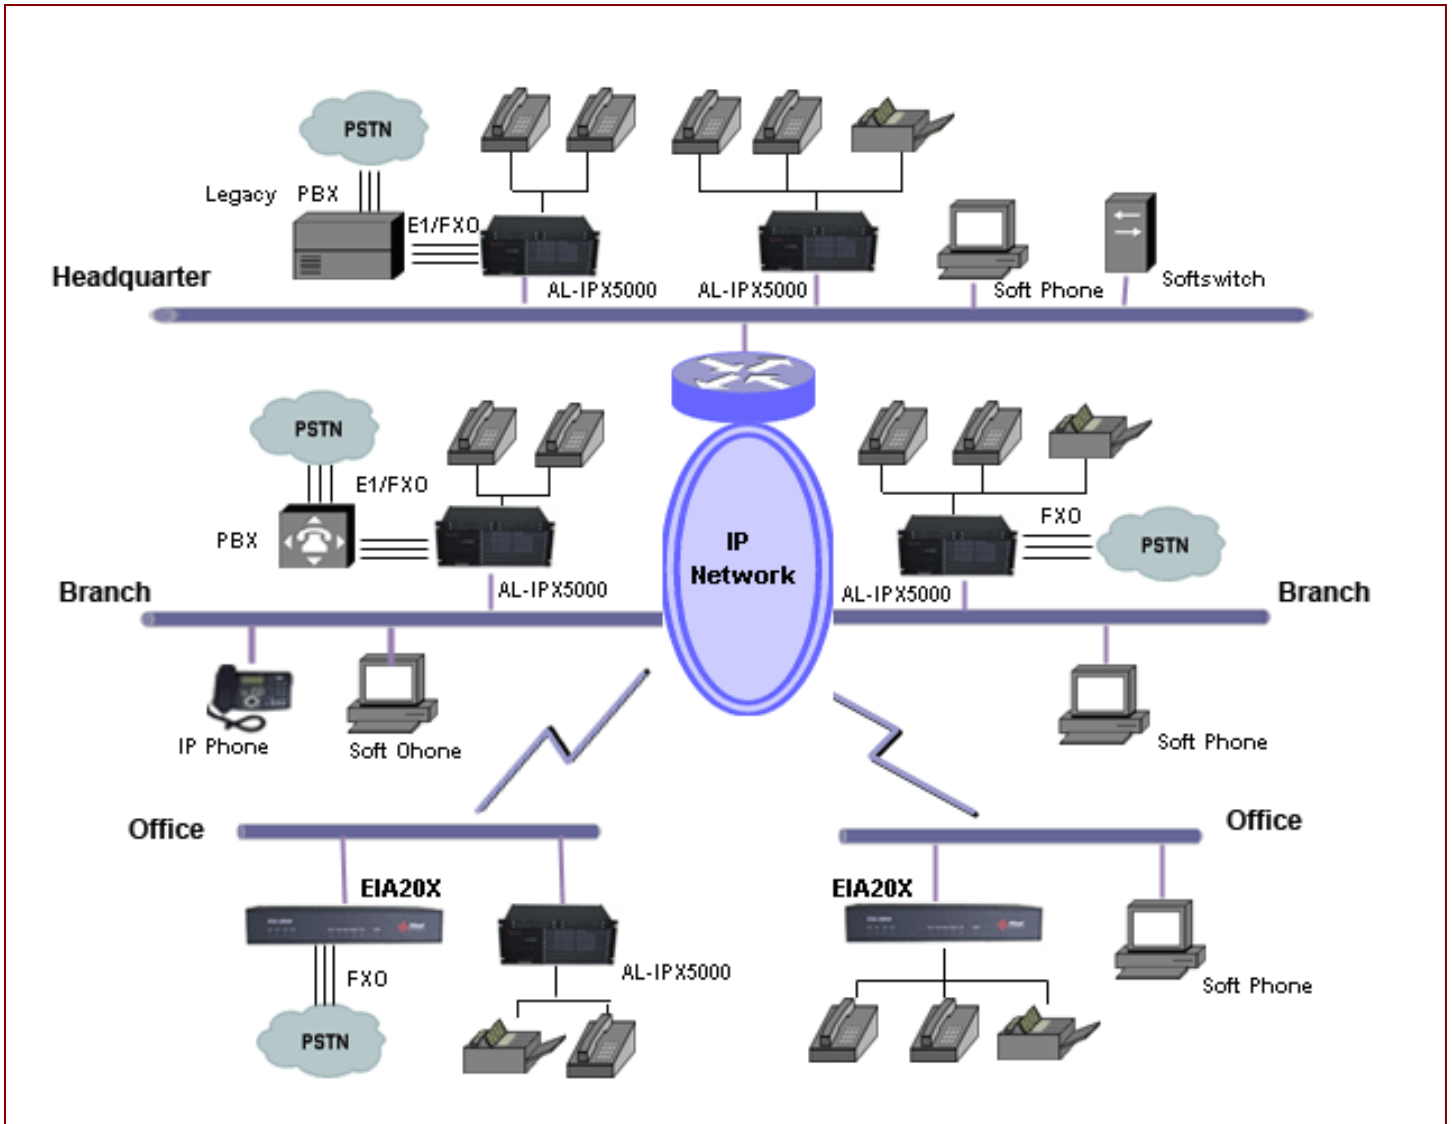 PSTN
Legacy PBX
E1/FXO
Headquarter
AL-IPX5000
AL-IPX5000
Soft Phone
Softswitch
PSTN
E1/FXO
PBX
AL-IPX5000
Branch
IP Network
FXO
PSTN
AL-IPX5000
Branch
IP Phone
Soft Ohone
Soft Phone
Office
EIA20X
FXO
PSTN
AL-IPX5000
Office
EIA20X
Soft Phone